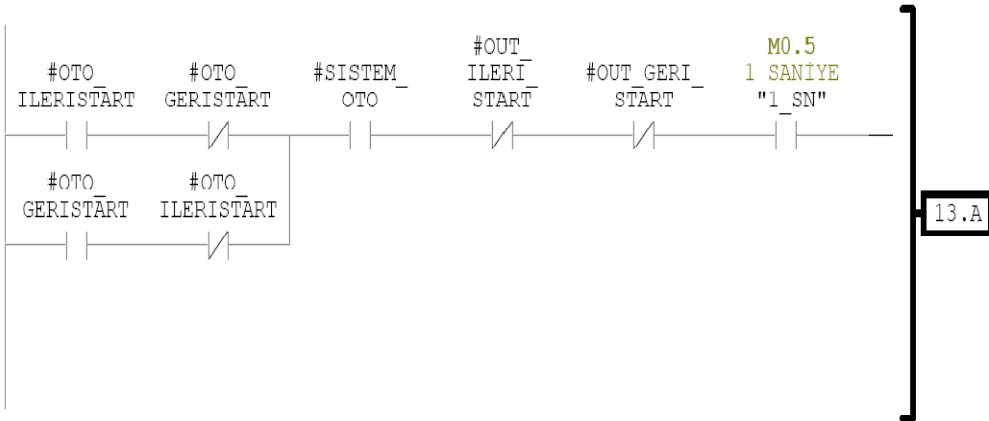 #OTO_
ILERISTART
#OTO_
GERISTART
#SISTEM_
OTO
#OUT_
ILERİ_
START
#OUT_GERI_
START
M0.5
1 SANİYE
"1_SN"
#OTO_
GERISTART
#OTO_
ILERISTART
13.A